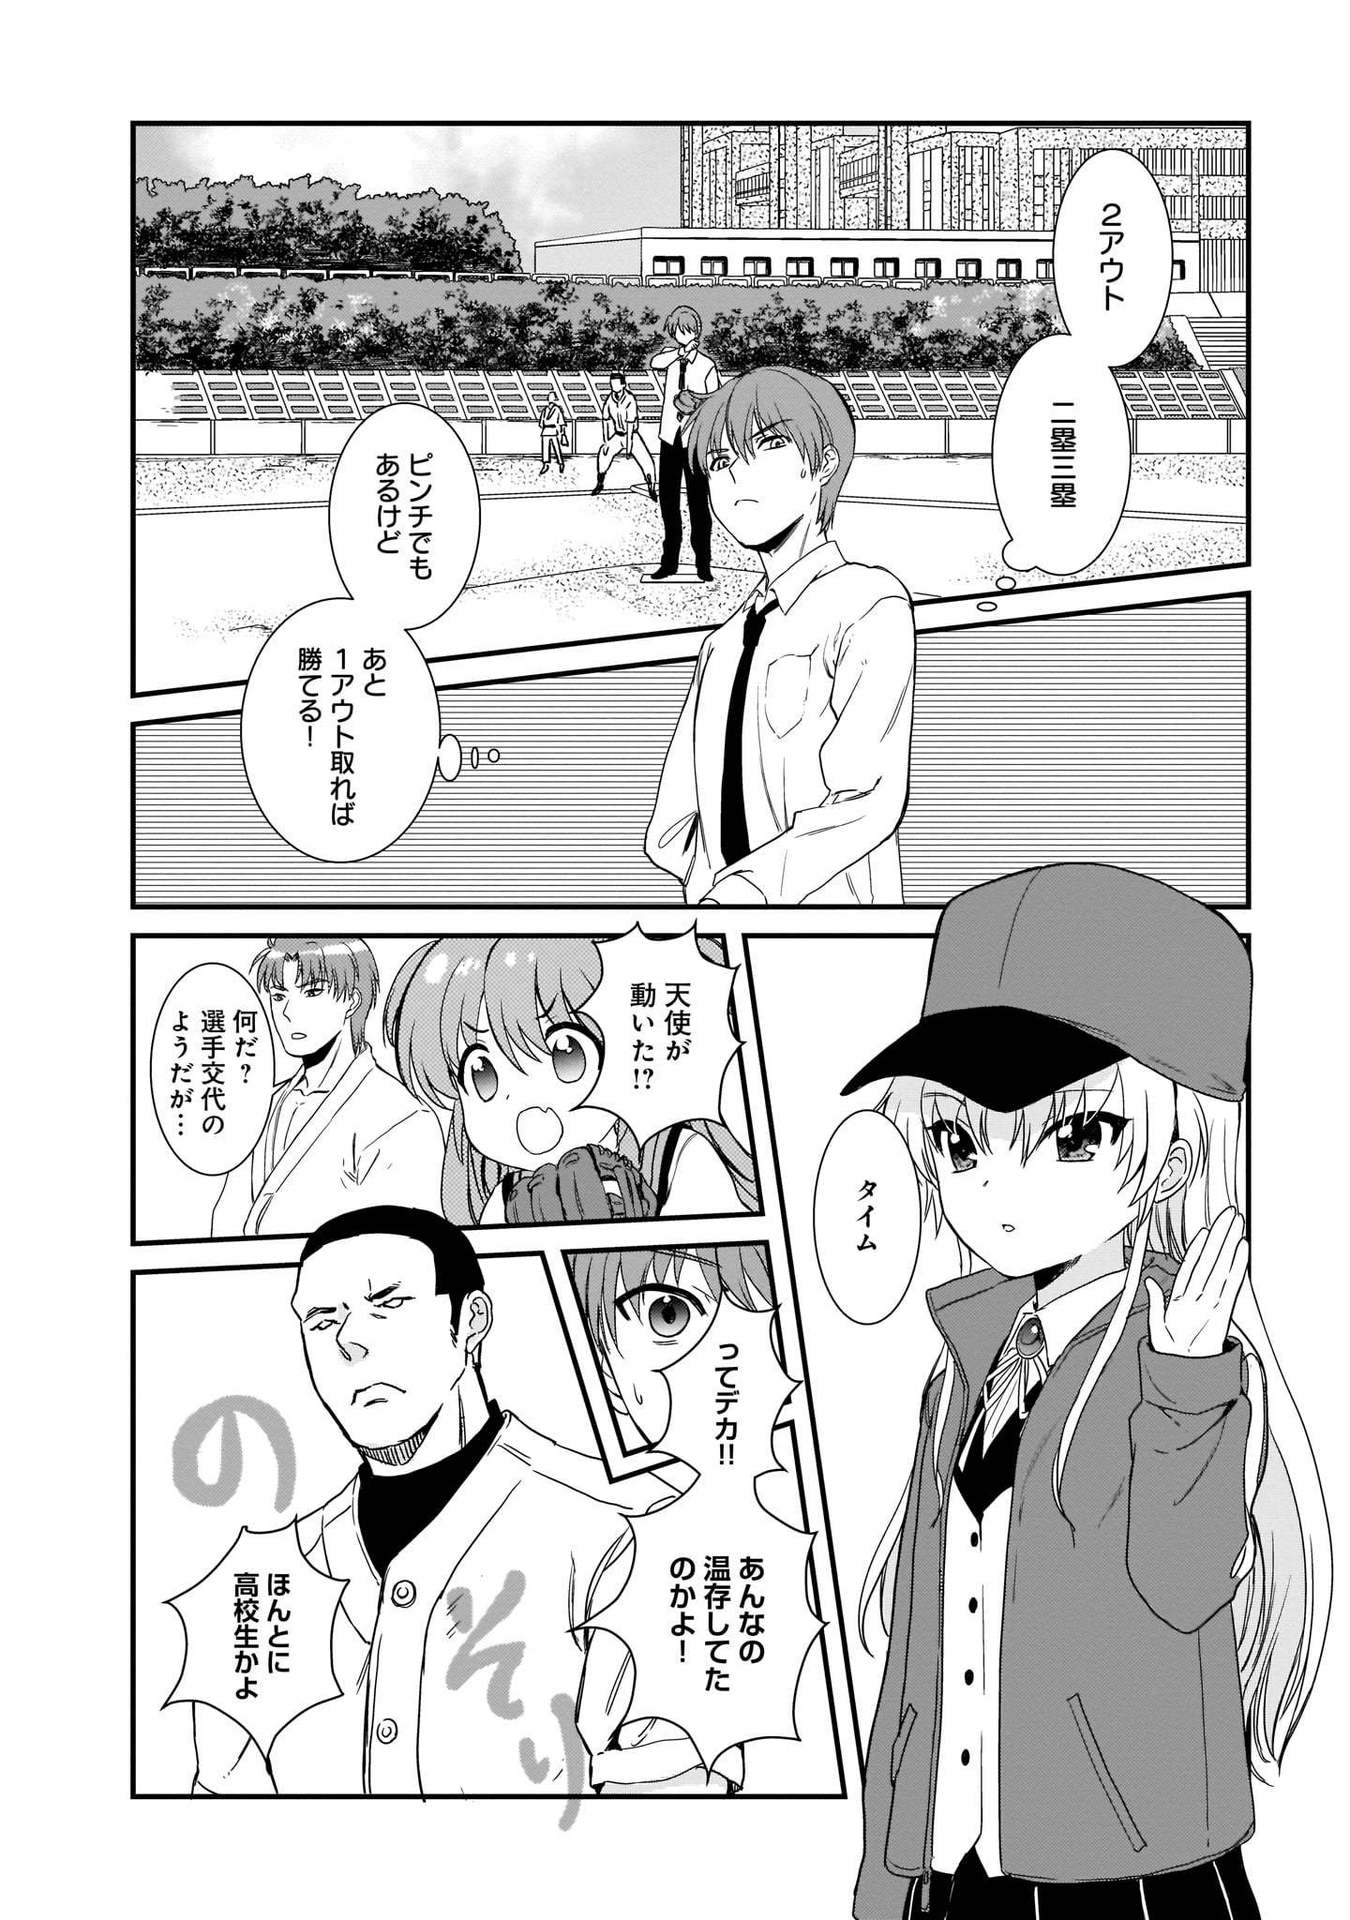 2アウト
二塁三塁
ピンチでも
あるけど
あと
1アウト取れば
勝てる!
タイム
天使が
動いた!?
何だ?
選手交代の
ようだが…
ってデカ!!
あんなの
温存してた
のかよ!
のそり
ほんとに
高校生かよ